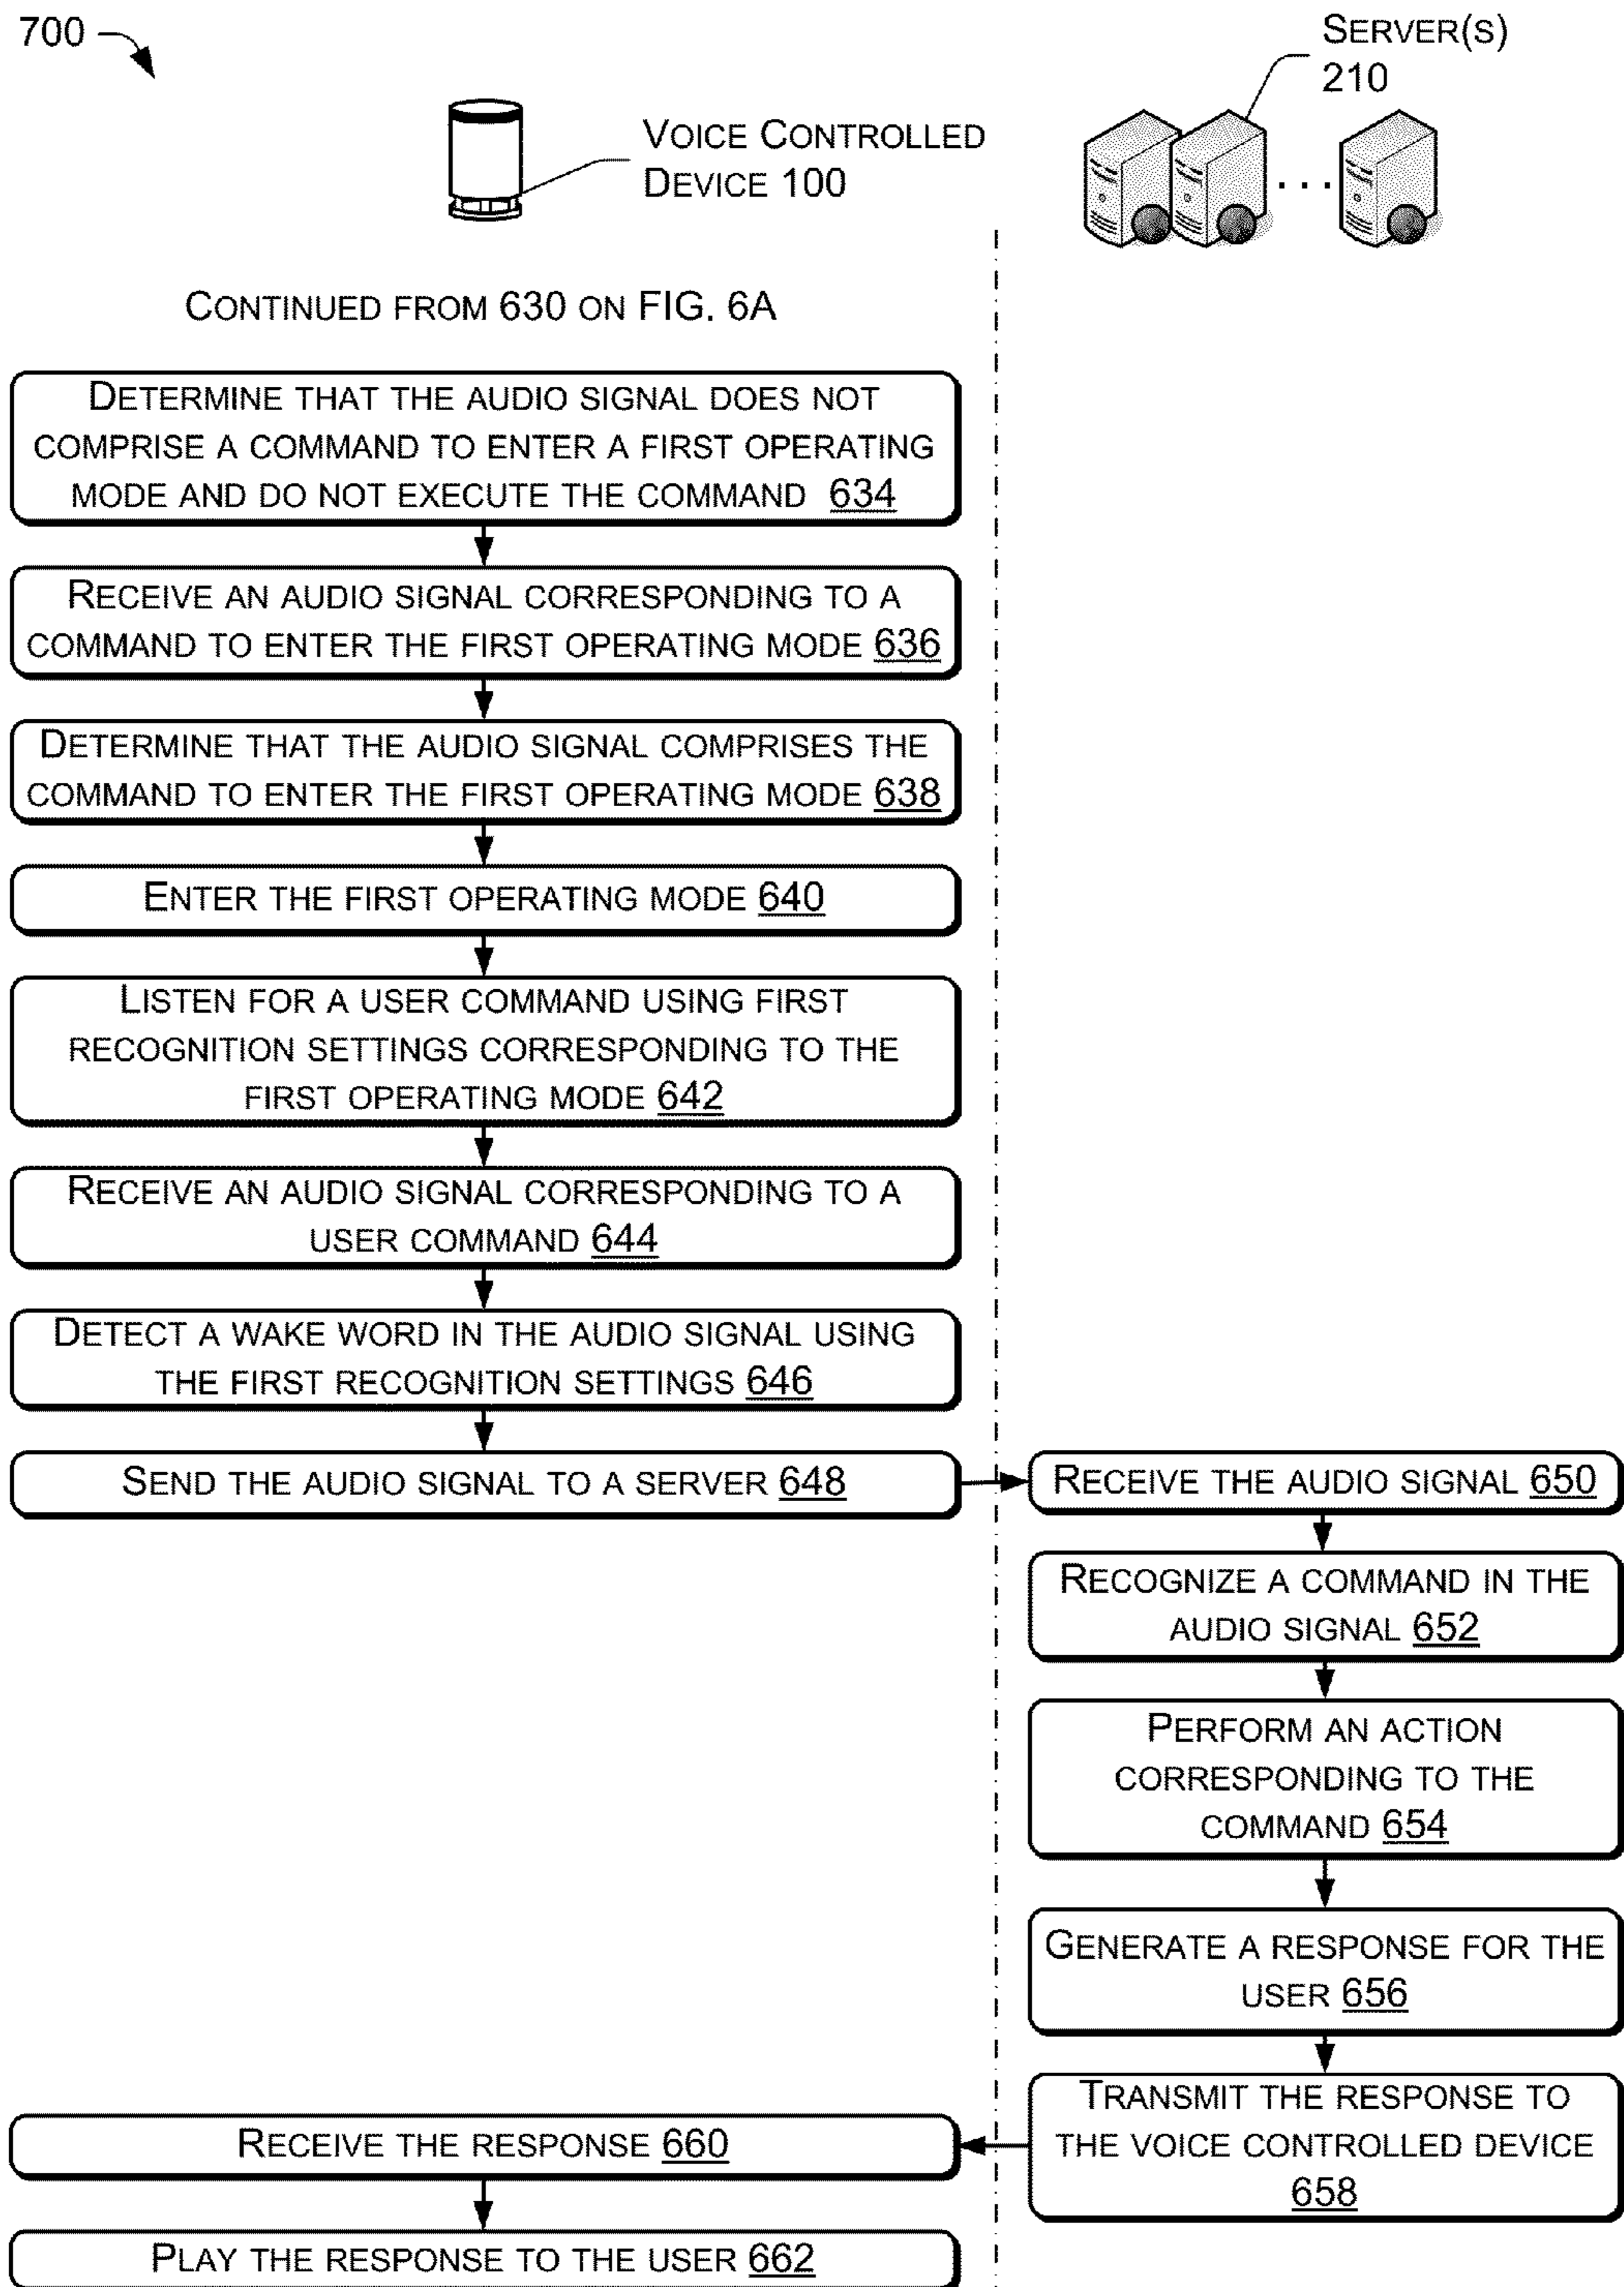 700
SERVER(S)
210
VOICE CONTROLLED
DEVICE 100
. . .
CONTINUED FROM 630 ON FIG. 6A
DETERMINE THAT THE AUDIO SIGNAL DOES NOT
COMPRISE A COMMAND TO ENTER A FIRST OPERATING
MODE AND DO NOT EXECUTE THE COMMAND 634
RECEIVE AN AUDIO SIGNAL CORRESPONDING TO A
COMMAND TO ENTER THE FIRST OPERATING MODE 636
DETERMINE THAT THE AUDIO SIGNAL COMPRISES THE
COMMAND TO ENTER THE FIRST OPERATING MODE 638
ENTER THE FIRST OPERATING MODE 640
LISTEN FOR A USER COMMAND USING FIRST
RECOGNITION SETTINGS CORRESPONDING TO THE
FIRST OPERATING MODE 642
RECEIVE AN AUDIO SIGNAL CORRESPONDING TO A
USER COMMAND 644
DETECT A WAKE WORD IN THE AUDIO SIGNAL USING
THE FIRST RECOGNITION SETTINGS 646
SEND THE AUDIO SIGNAL TO A SERVER 648
RECEIVE THE AUDIO SIGNAL 650
RECOGNIZE A COMMAND IN THE
AUDIO SIGNAL 652
PERFORM AN ACTION
CORRESPONDING TO THE
COMMAND 654
GENERATE A RESPONSE FOR THE
USER 656
TRANSMIT THE RESPONSE TO
THE VOICE CONTROLLED DEVICE
658
RECEIVE THE RESPONSE 660
PLAY THE RESPONSE TO THE USER 662